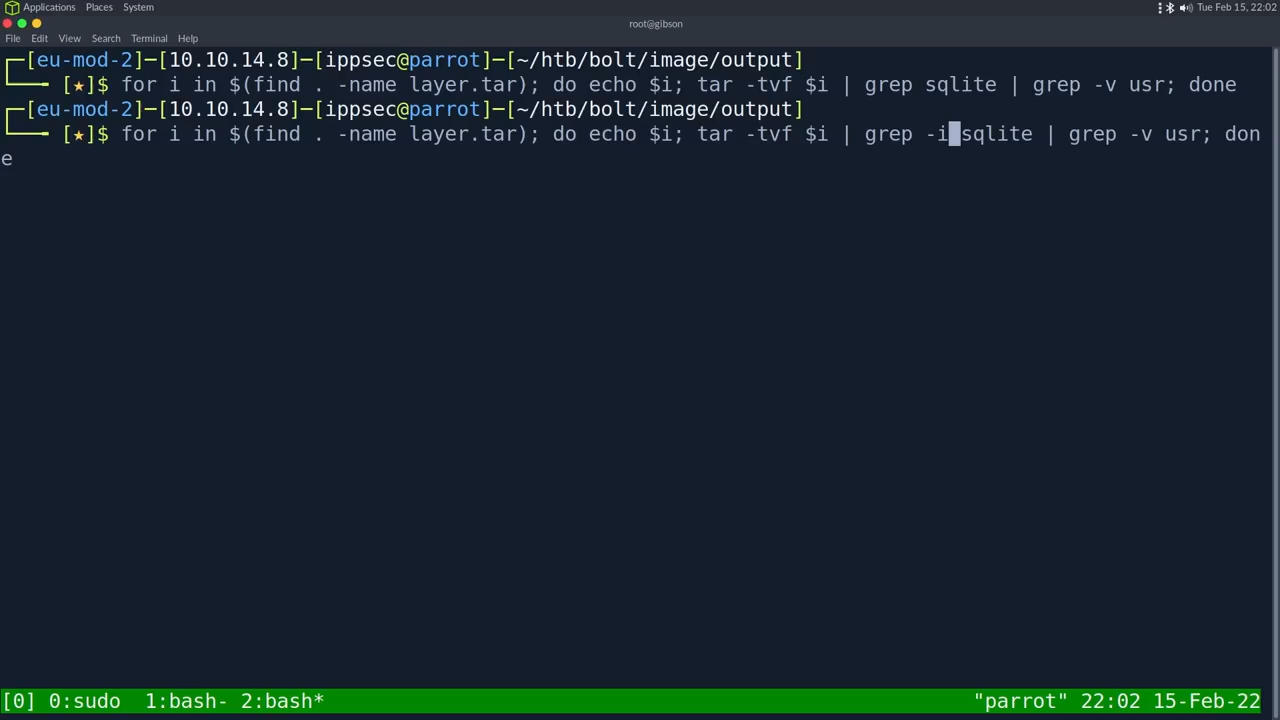 Applications Places System Tue Feb 15, 22:02
root@gibson
File Edit View Search Terminal Help
┌─[eu-mod-2]─[10.10.14.8]─[ippsec@parrot]─[~/htb/bolt/image/output]
└──╼ [★]$ for i in $(find . -name layer.tar); do echo $i; tar -tvf $i | grep sqlite | grep -v usr; done
┌─[eu-mod-2]─[10.10.14.8]─[ippsec@parrot]─[~/htb/bolt/image/output]
└──╼ [★]$ for i in $(find . -name layer.tar); do echo $i; tar -tvf $i | grep -i sqlite | grep -v usr; don
e
[0] 0:sudo 1:bash- 2:bash* "parrot" 22:02 15-Feb-22